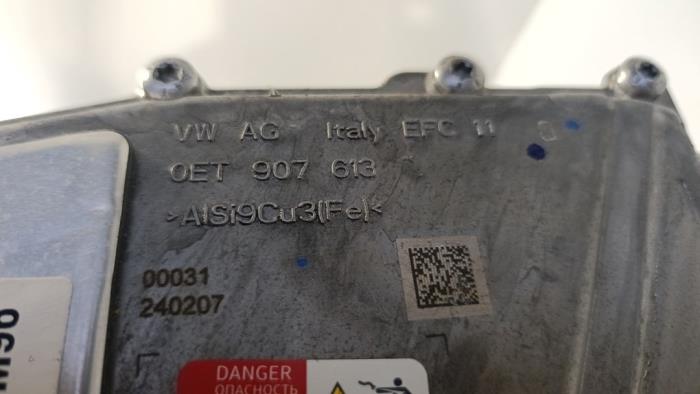 VW AG Italy EFC 11
0ET 907 613
>AlSi9Cu3(Fe)<
00031
240207
DANGER
ОПАСНОСТЬ